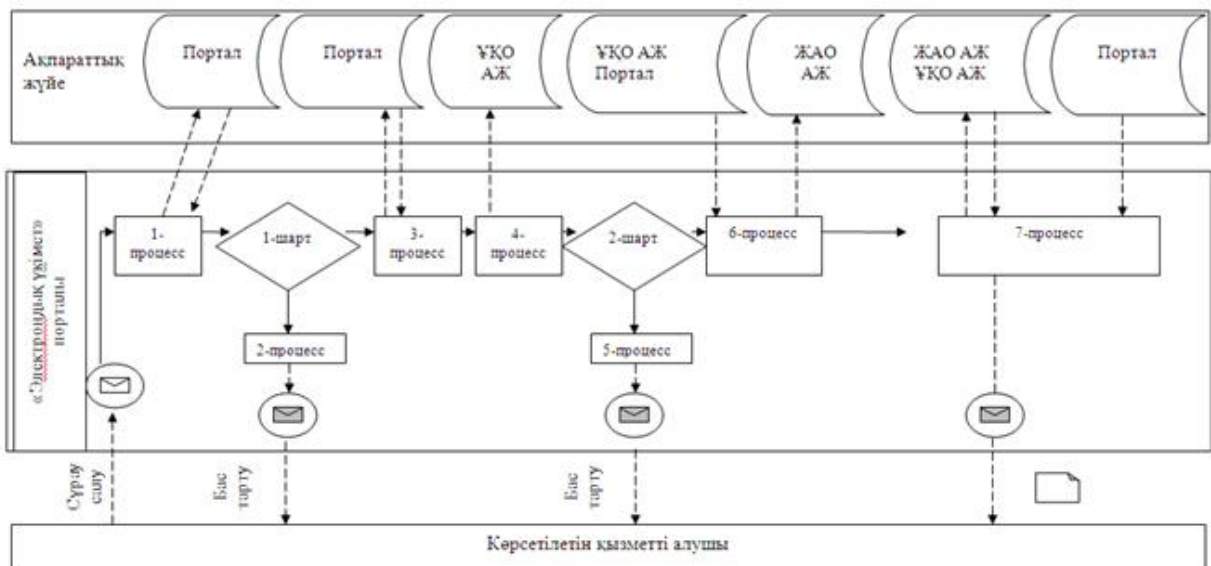 Ақпараттық
жүйе
Портал
Портал
ҰҚО
АЖ
ҰҚО АЖ
Портал
ЖАО
АЖ
ЖАО АЖ
ҰҚО АЖ
Портал
«Электрондық үкімет»
порталы
1-
процесс
1-шарт
3-
процесс
4-
процесс
2-шарт
6-процесс
7-процесс
2-процесс
5-процесс
Сұрау
салу
Бас
тарту
Бас
тарту
Көрсетілетін қызметті алушы